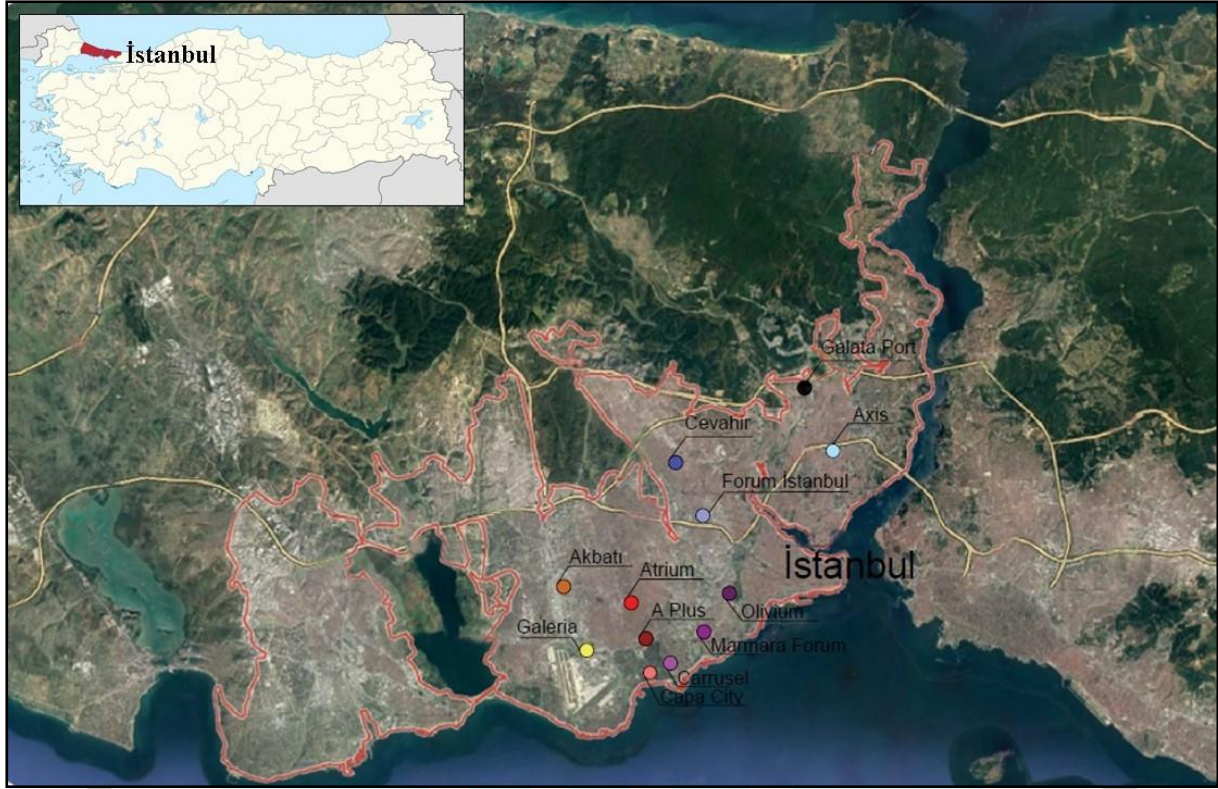 İstanbul
Galata Port
Cevahir
Axis
Forum İstanbul
İstanbul
Akbatı
Atrium
A Plus
Olivium
Galeria
Marmara Forum
Carrusel
Capa City